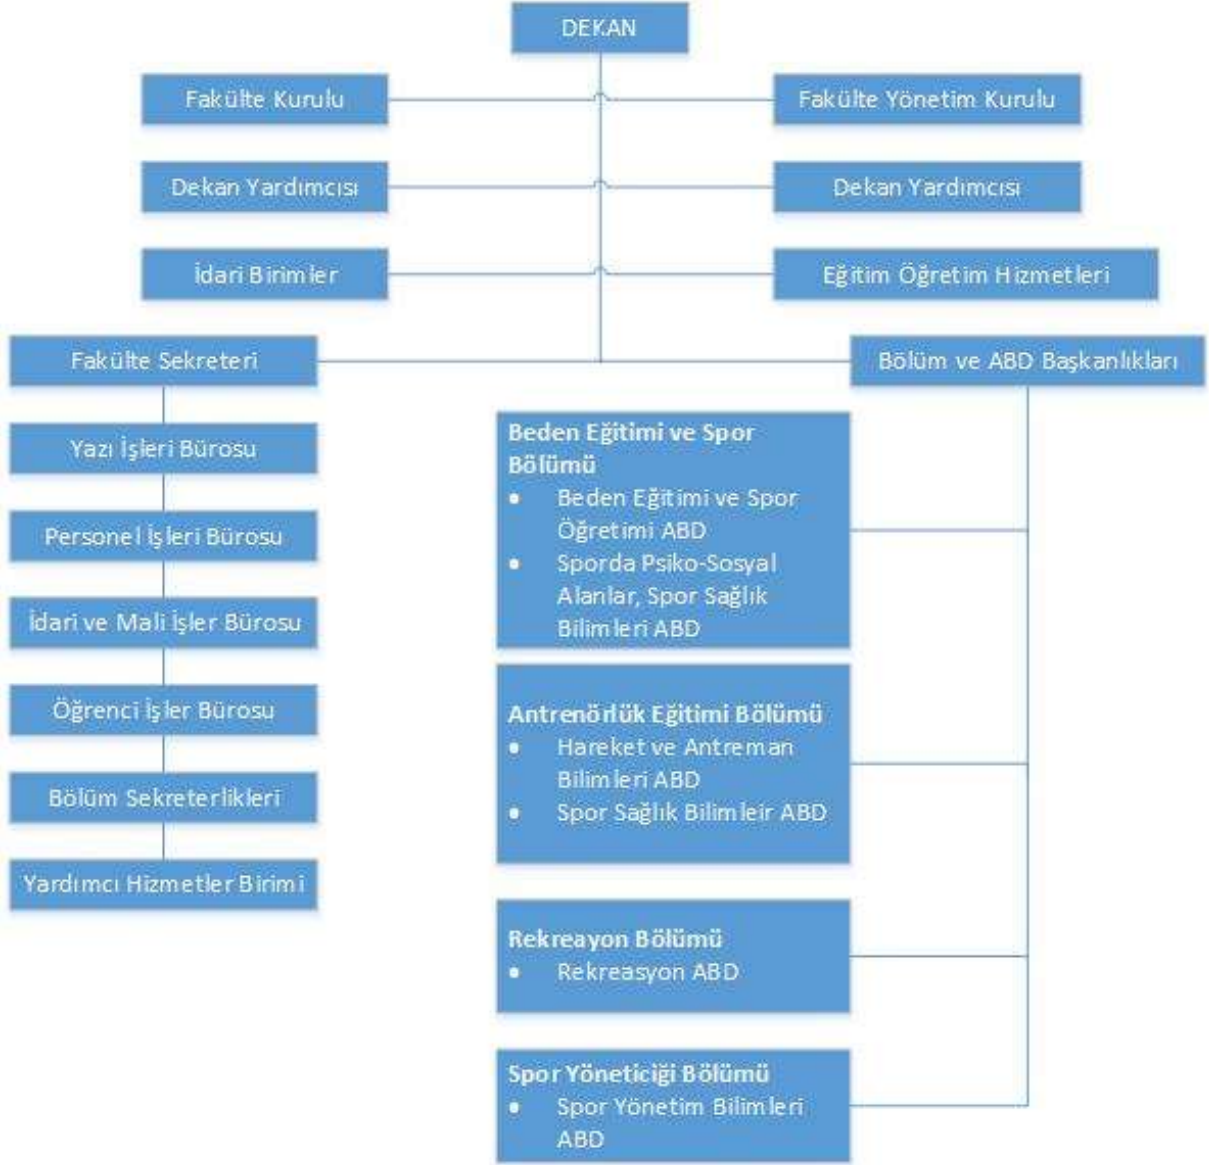 DEKAN
Fakülte Kurulu
Fakülte Yönetim Kurulu
Dekan Yardımcısı
Dekan Yardımcısı
İdari Birimler
Eğitim Öğretim Hizmetleri
Fakülte Sekreteri
Bölüm ve ABD Başkanlıkları
Yazı İşleri Bürosu
Personel İşleri Bürosu
İdari ve Mali İşler Bürosu
Öğrenci İşler Bürosu
Bölüm Sekreterlikleri
Yardımcı Hizmetler Birimi
Beden Eğitimi ve Spor
Bölümü
• Beden Eğitimi ve Spor
Öğretimi ABD
• Sporda Psiko-Sosyal
Alanlar, Spor Sağlık
Bilimleri ABD
Antrenörlük Eğitimi Bölümü
• Hareket ve Antreman
Bilimleri ABD
• Spor Sağlık Bilimleir ABD
Rekreayon Bölümü
• Rekreasyon ABD
Spor Yöneticiği Bölümü
• Spor Yönetim Bilimleri
ABD